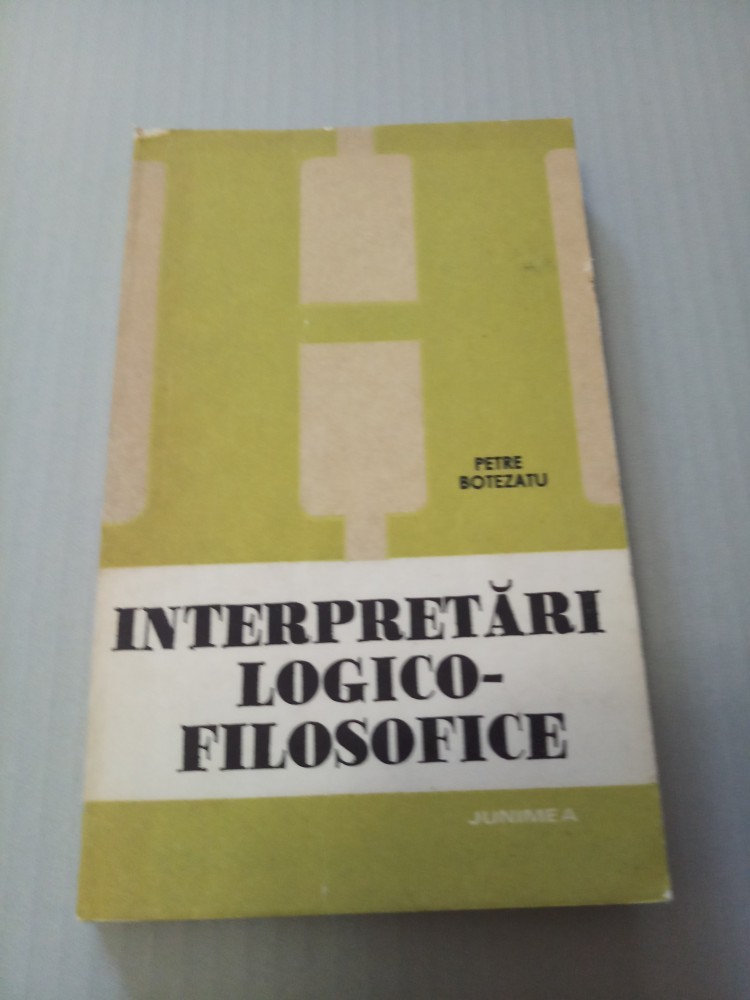 PETRE
BOTEZATU
INTERPRETĂRI
LOGICO-
FILOSOFICE
JUNIMEA